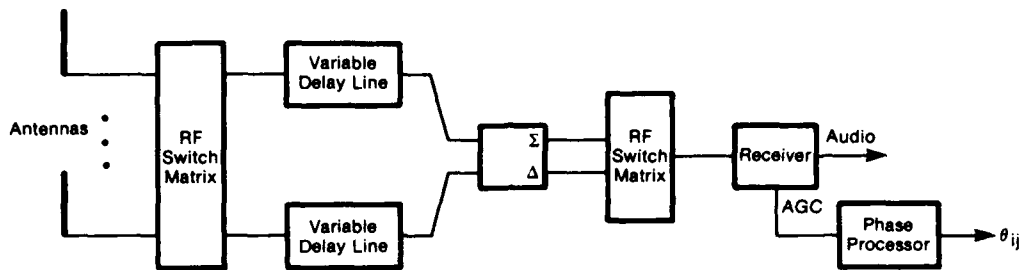 Antennas
RF
Switch
Matrix
Variable
Delay Line
Variable
Delay Line
Σ
Δ
RF
Switch
Matrix
Receiver
Audio
AGC
Phase
Processor
θij